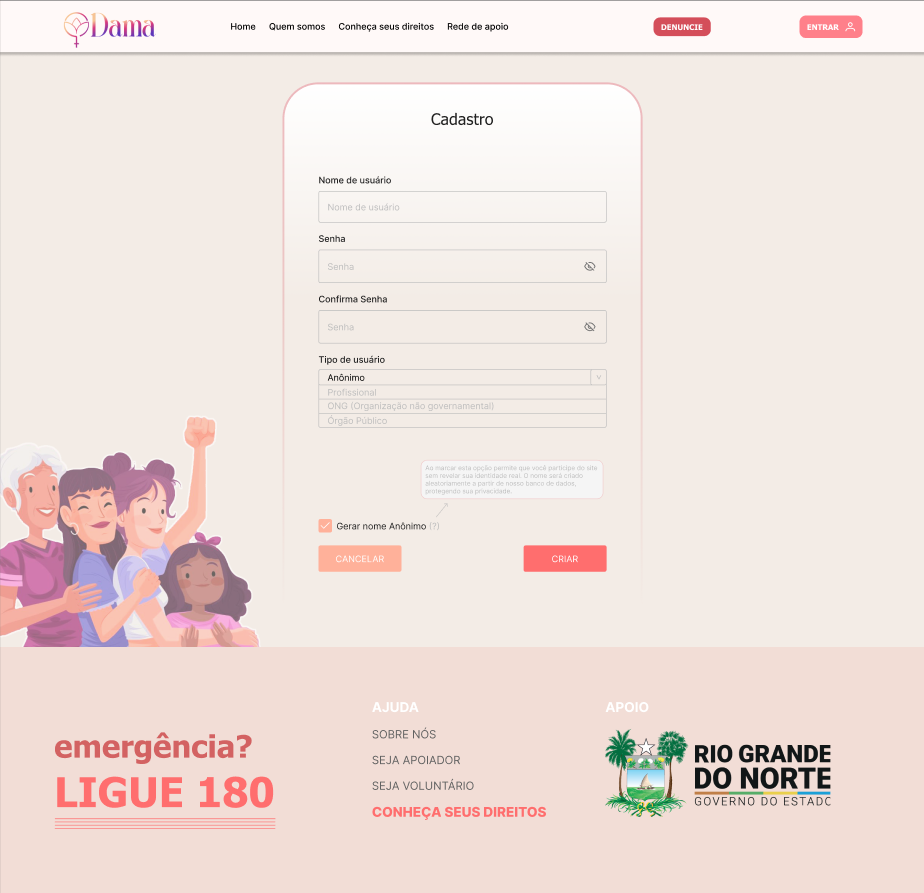 Dama
Home Quem somos Conheça seus direitos Rede de apoio
DENUNCIE
ENTRAR
Cadastro
Nome de usuário
Nome de usuário
Senha
Senha
Confirma Senha
Senha
Tipo de usuário
Anônimo
Profissional
ONG (Organização não governamental)
Órgão Público
Ao marcar esta opção permite que você participe do site
sem revelar sua identidade real. O nome será criado
aleatoriamente a partir de nosso banco de dados,
protegendo sua privacidade.
Gerar nome Anônimo (?)
CANCELAR
CRIAR
emergência?
LIGUE 180
AJUDA
SOBRE NÓS
SEJA APOIADOR
SEJA VOLUNTÁRIO
CONHEÇA SEUS DIREITOS
APOIO
RIO GRANDE
DO NORTE
GOVERNO DO ESTADO